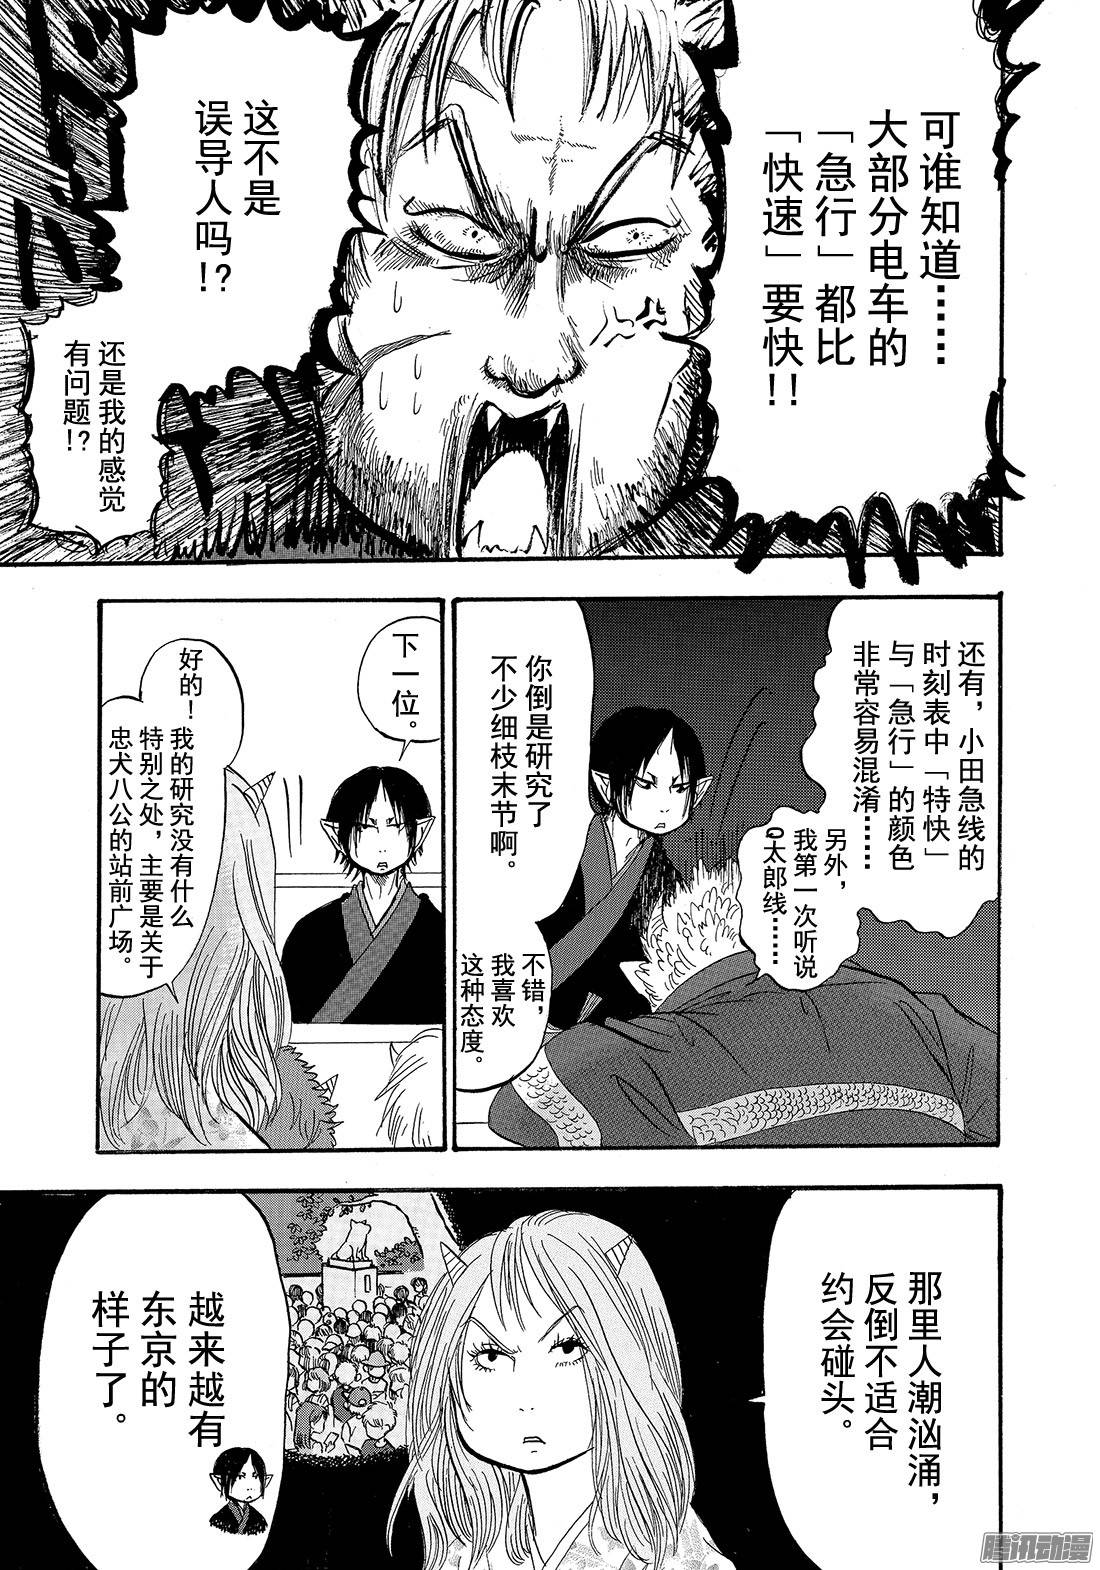 可谁知道……
大部分电车的
「急行」都比
「快速」要快!!
这不是
误导人吗!?
还是我的感觉
有问题!?
还有，小田急线的
时刻表中「特快」
与「急行」的颜色
非常容易混淆……
另外，
我第一次听说
Q太郎线……
你倒是研究了
不少细枝末节啊。
不错，
我喜欢
这种态度。
下一位。
好的！
我的研究没有什么
特别之处，主要是关于
忠犬八公的站前广场。
那里人潮汹涌，
反倒不适合
约会碰头。
越来越有
东京的
样子了。
腾讯动漫